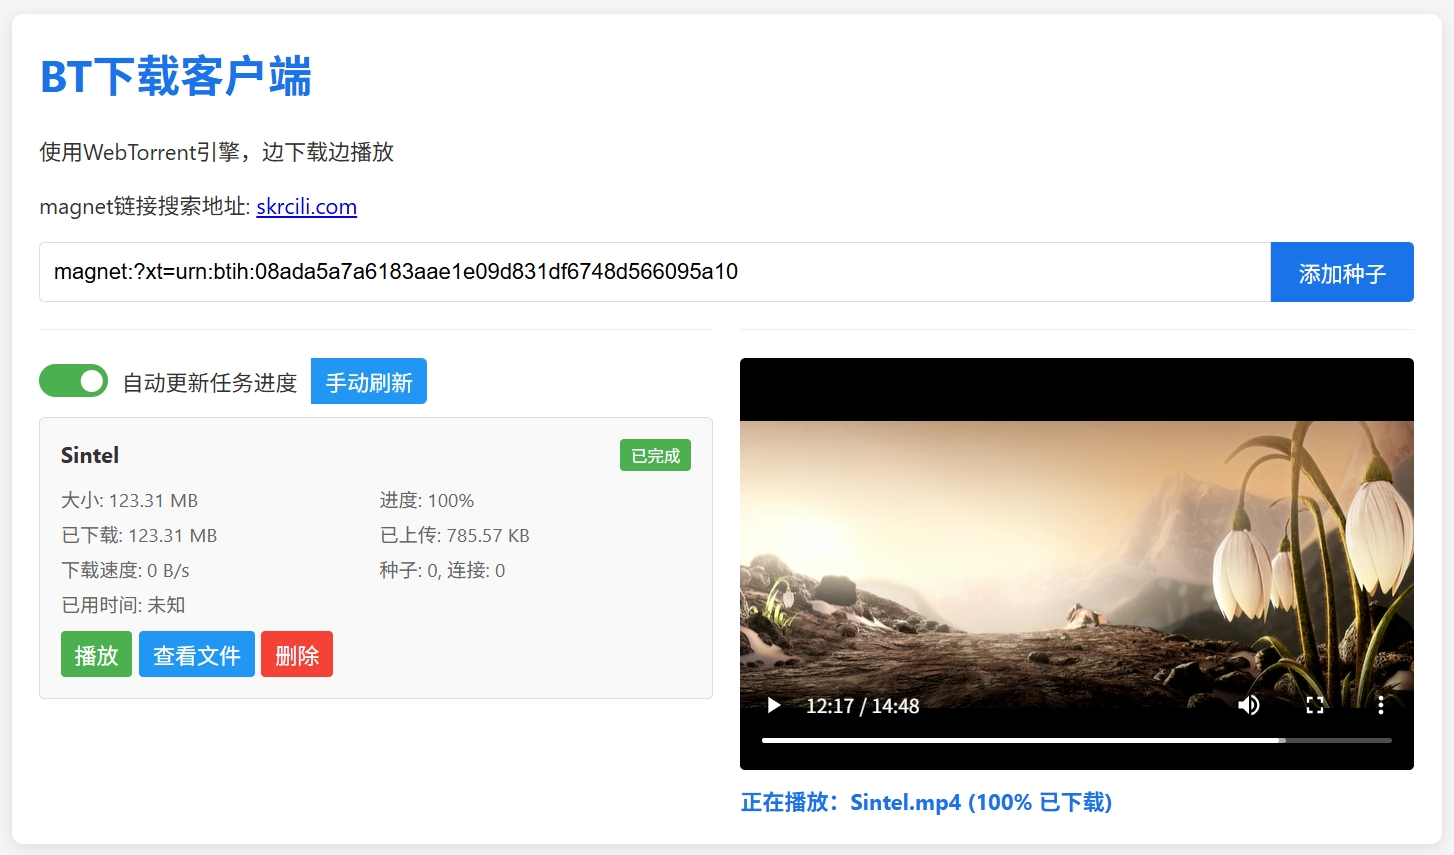 BT下载客户端
使用WebTorrent引擎，边下载边播放
magnet链接搜索地址: skrcili.com
magnet:?xt=urn:btih:08ada5a7a6183aae1e09d831df6748d566095a10
添加种子
自动更新任务进度
手动刷新
Sintel
已完成
大小: 123.31 MB
进度: 100%
已下载: 123.31 MB
已上传: 785.57 KB
下载速度: 0 B/s
种子: 0, 连接: 0
已用时间: 未知
播放
查看文件
删除
12:17 / 14:48
正在播放：Sintel.mp4 (100% 已下载)